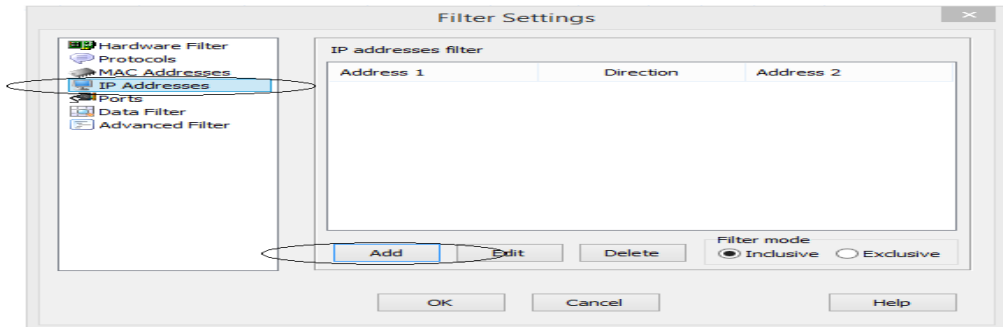 Filter Settings
Hardware Filter
Protocols
MAC Addresses
IP Addresses
Ports
Data Filter
Advanced Filter
IP addresses filter
Address 1 Direction Address 2
Add Edit Delete
Filter mode
Inclusive Exclusive
OK Cancel Help